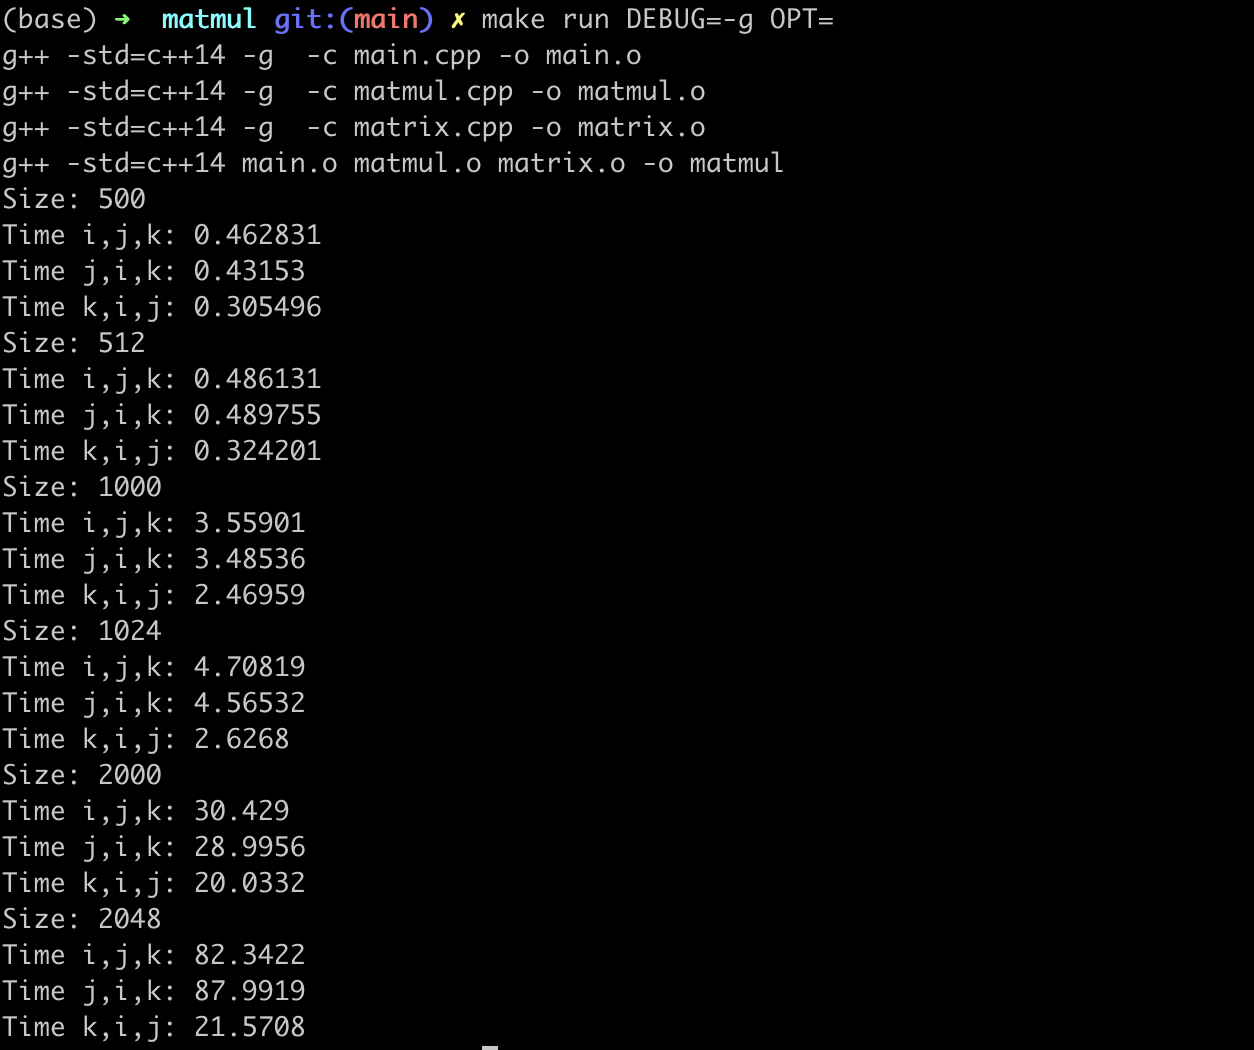 (base) ➜  matmul git:(main) ✗ make run DEBUG=-g OPT=
g++ -std=c++14 -g  -c main.cpp -o main.o
g++ -std=c++14 -g  -c matmul.cpp -o matmul.o
g++ -std=c++14 -g  -c matrix.cpp -o matrix.o
g++ -std=c++14 main.o matmul.o matrix.o -o matmul
Size: 500
Time i,j,k: 0.462831
Time j,i,k: 0.43153
Time k,i,j: 0.305496
Size: 512
Time i,j,k: 0.486131
Time j,i,k: 0.489755
Time k,i,j: 0.324201
Size: 1000
Time i,j,k: 3.55901
Time j,i,k: 3.48536
Time k,i,j: 2.46959
Size: 1024
Time i,j,k: 4.70819
Time j,i,k: 4.56532
Time k,i,j: 2.6268
Size: 2000
Time i,j,k: 30.429
Time j,i,k: 28.9956
Time k,i,j: 20.0332
Size: 2048
Time i,j,k: 82.3422
Time j,i,k: 87.9919
Time k,i,j: 21.5708